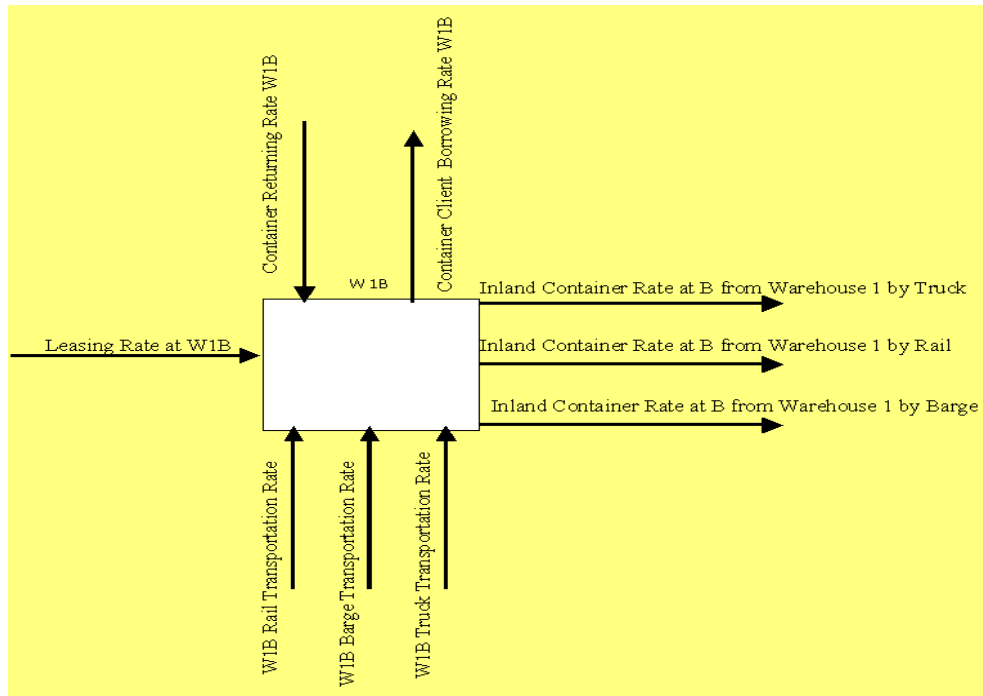 Container Returning Rate W1B
Container Client Borrowing Rate W1B
W 1B
Inland Container Rate at B from Warehouse 1 by Truck
Leasing Rate at W1B
Inland Container Rate at B from Warehouse 1 by Rail
Inland Container Rate at B from Warehouse 1 by Barge
W1B Rail Transportation Rate
W1B Barge Transportation Rate
W1B Truck Transportation Rate